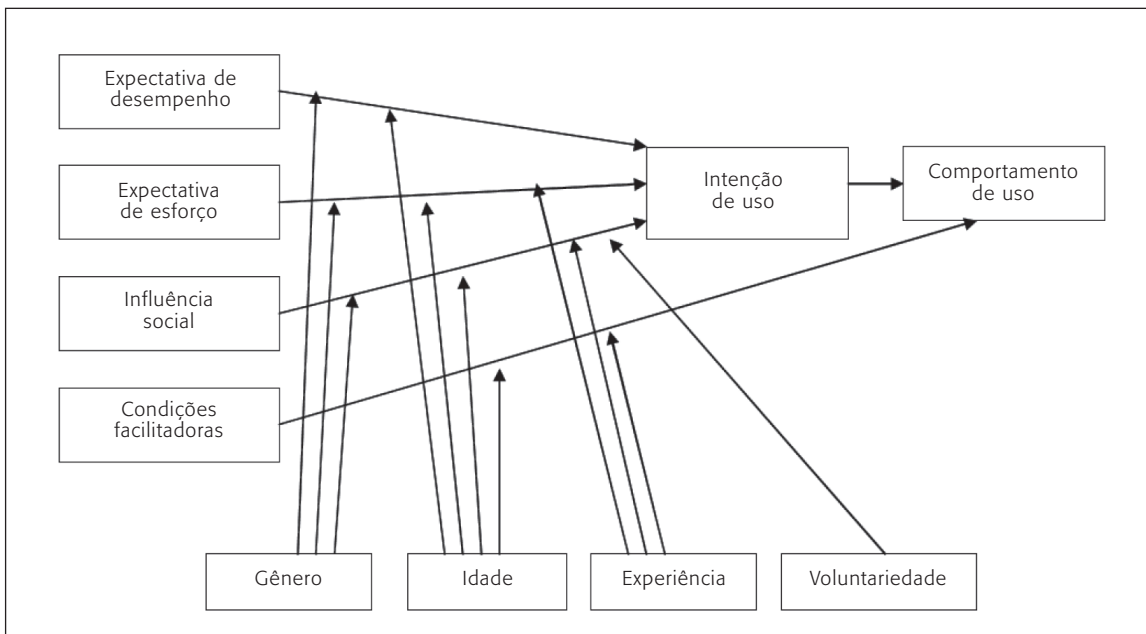 Expectativa de
desempenho
Expectativa
de esforço
Influência
social
Condições
facilitadoras
Intenção
de uso
Comportamento
de uso
Gênero
Idade
Experiência
Voluntariedade